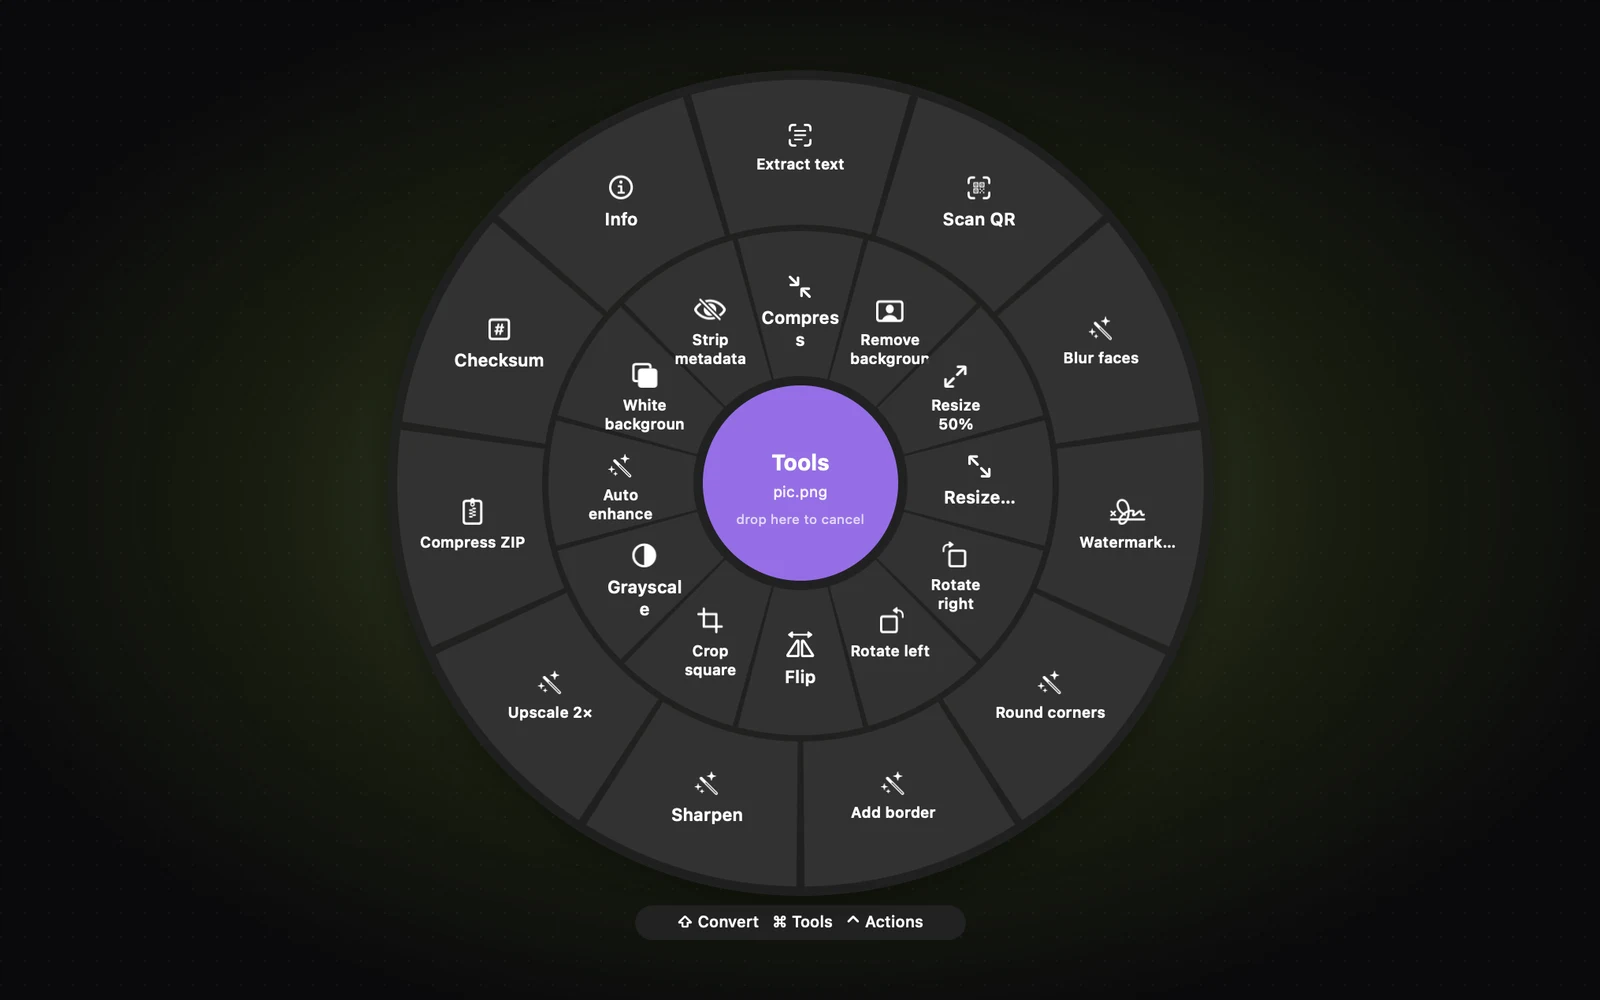 Extract text
Info
Scan QR
Checksum
Blur faces
Compress ZIP
Watermark...
Upscale 2×
Round corners
Sharpen
Add border
Compres
s
Strip
metadata
Remove
backgroun
White
backgroun
Resize
50%
Auto
enhance
Resize...
Grayscal
e
Rotate
right
Crop
square
Flip
Rotate left
Tools
pic.png
drop here to cancel
⇧ Convert ⌘ Tools ^ Actions